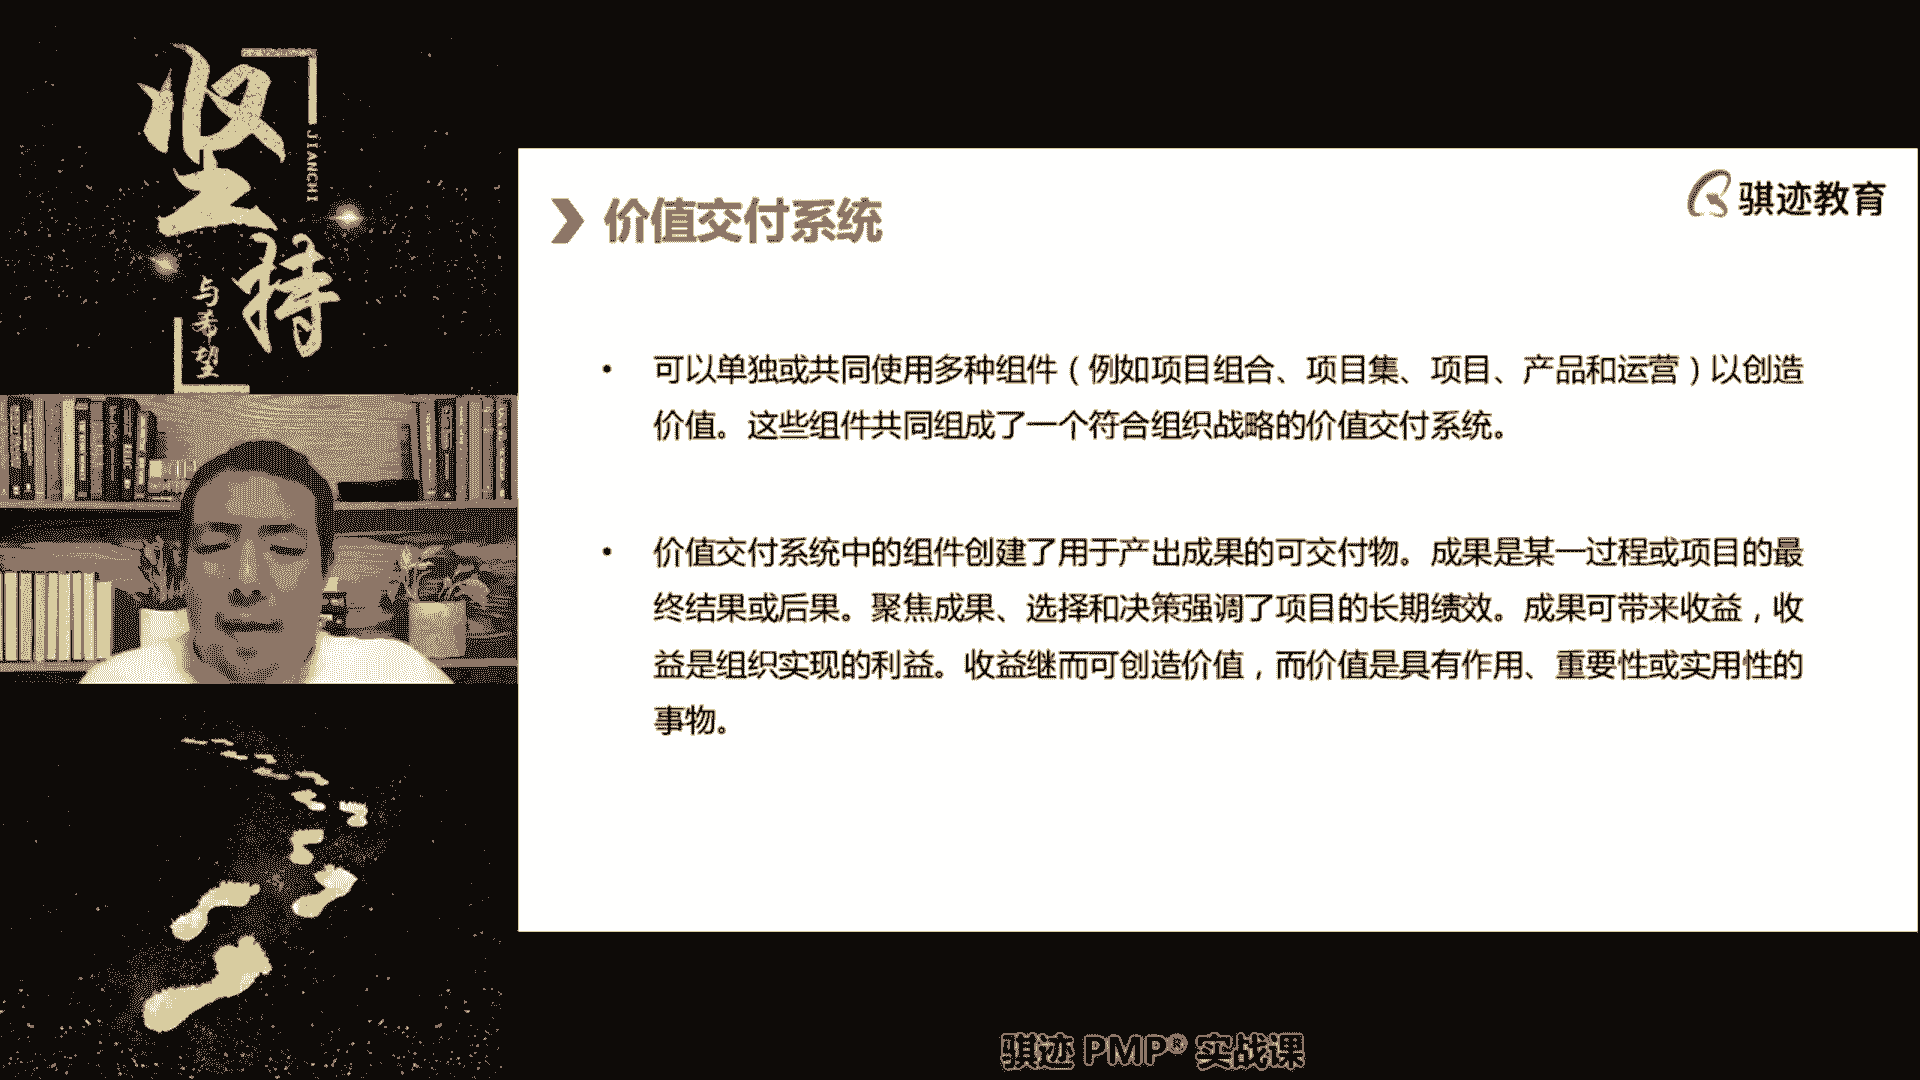 坚持
JIANCHI
与希望
骐迹教育
价值交付系统
• 可以单独或共同使用多种组件（例如项目组合、项目集、项目、产品和运营）以创造
价值。这些组件共同组成了一个符合组织战略的价值交付系统。
• 价值交付系统中的组件创建了用于产出成果的可交付物。成果是某一过程或项目的最
终结果或后果。聚焦成果、选择和决策强调了项目的长期绩效。成果可带来收益，收
益是组织实现的利益。收益继而可创造价值，而价值是具有作用、重要性或实用性的
事物。
骐迹 PMP® 实战课